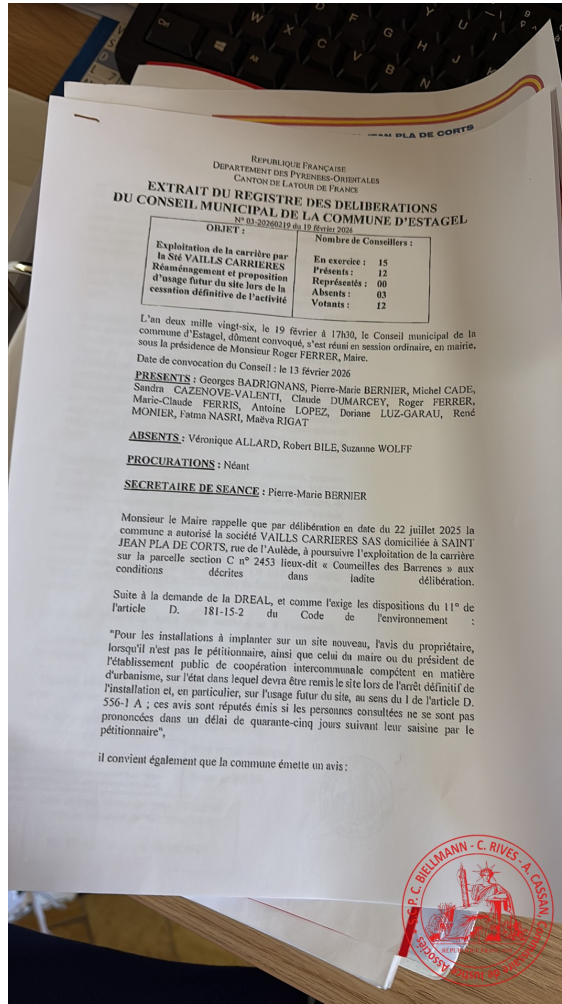 JEAN PLA DE CORTS
REPUBLIQUE FRANÇAISE
DEPARTEMENT DES PYRENEES-ORIENTALES
CANTON DE LATOUR DE FRANCE
EXTRAIT DU REGISTRE DES DELIBERATIONS
DU CONSEIL MUNICIPAL DE LA COMMUNE D'ESTAGEL
N° 03-20260219 du 19 février 2026
OBJET :
Exploitation de la carrière par
la Sté VAILLS CARRIERES
Réaménagement et proposition
d'usage futur du site lors de la
cessation définitive de l'activité
Nombre de Conseillers :
En exercice : 15
Présents : 12
Représentés : 00
Absents : 03
Votants : 12
L'an deux mille vingt-six, le 19 février à 17h30, le Conseil municipal de la
commune d'Estagel, dûment convoqué, s'est réuni en session ordinaire, en mairie,
sous la présidence de Monsieur Roger FERRER, Maire.
Date de convocation du Conseil : le 13 février 2026
PRESENTS : Georges BADRIGNANS, Pierre-Marie BERNIER, Michel CADE,
Sandra CAZENOVE-VALENTI, Claude DUMARCEY, Roger FERRER,
Marie-Claude FERRIS, Antoine LOPEZ, Doriane LUZ-GARAU, René
MONIER, Fatma NASRI, Maëva RIGAT
ABSENTS : Véronique ALLARD, Robert BILE, Suzanne WOLFF
PROCURATIONS : Néant
SECRETAIRE DE SEANCE : Pierre-Marie BERNIER
Monsieur le Maire rappelle que par délibération en date du 22 juillet 2025 la
commune a autorisé la société VAILLS CARRIERES SAS domiciliée à SAINT
JEAN PLA DE CORTS, rue de l'Aulède, à poursuivre l'exploitation de la carrière
sur la parcelle section C n° 2453 lieux-dit « Coumeilles des Barrencs » aux
conditions décrites dans ladite délibération.
Suite à la demande de la DREAL, et comme l'exige les dispositions du 11° de
l'article D. 181-15-2 du Code de l'environnement :
"Pour les installations à implanter sur un site nouveau, l'avis du propriétaire,
lorsqu'il n'est pas le pétitionnaire, ainsi que celui du maire ou du président de
l'établissement public de coopération intercommunale compétent en matière
d'urbanisme, sur l'état dans lequel devra être remis le site lors de l'arrêt définitif de
l'installation et, en particulier, sur l'usage futur du site, au sens du I de l'article D.
556-1 A ; ces avis sont réputés émis si les personnes consultées ne se sont pas
prononcées dans un délai de quarante-cinq jours suivant leur saisine par le
pétitionnaire",
il convient également que la commune émette un avis :
P. C. BIELLMANN - C. RIVES - A. CASSAN, Commissaires de Justice Associés